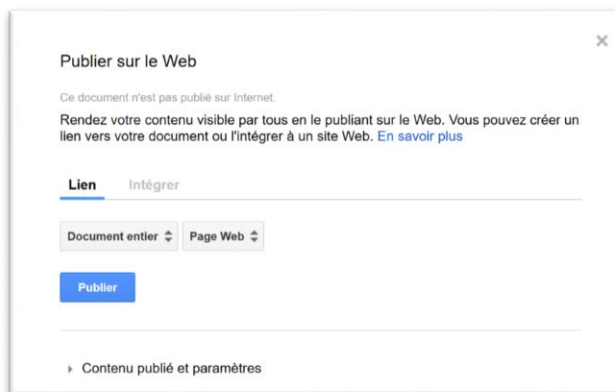 Publier sur le Web
Ce document n'est pas publié sur Internet.
Rendez votre contenu visible par tous en le publiant sur le Web. Vous pouvez créer un
lien vers votre document ou l'intégrer à un site Web. En savoir plus
Lien Intégrer
Document entier Page Web
Publier
Contenu publié et paramètres